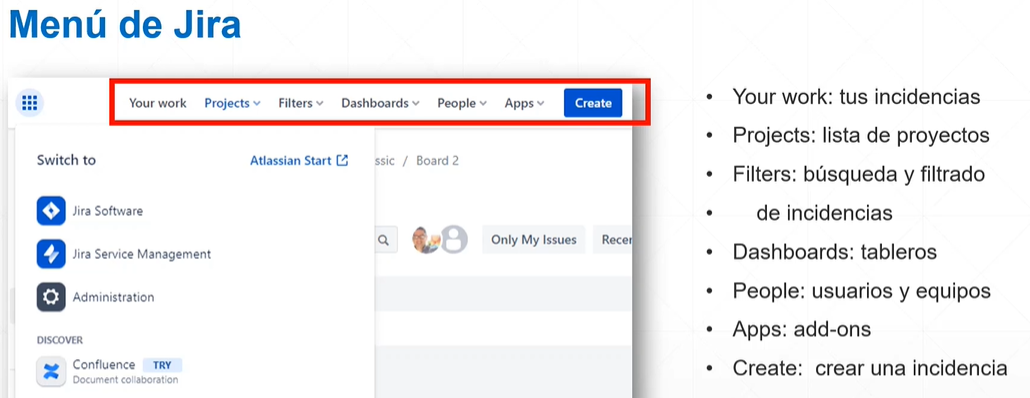 Menú de Jira
Your work Projects Filters Dashboards People Apps Create
Switch to Atlassian Start
/ Board 2
Jira Software
Only My Issues
Jira Service Management
Administration
DISCOVER
Confluence TRY
Document collaboration
• Your work: tus incidencias
• Projects: lista de proyectos
• Filters: búsqueda y filtrado
• de incidencias
• Dashboards: tableros
• People: usuarios y equipos
• Apps: add-ons
• Create: crear una incidencia